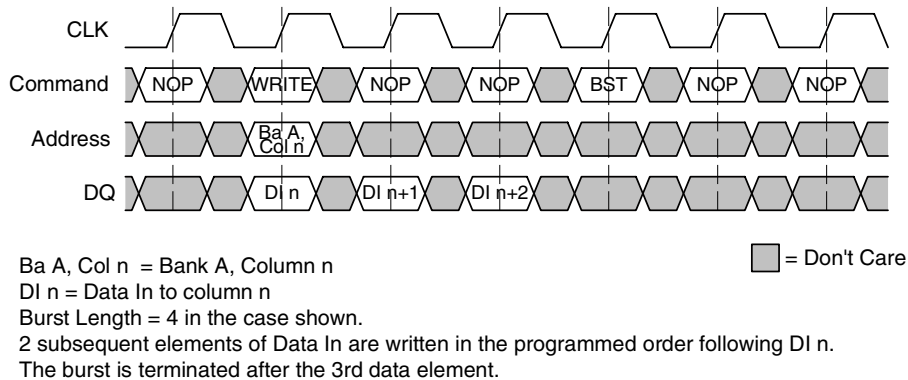 CLK
Command NOP WRITE NOP NOP BST NOP NOP
Address Ba A,
Col n
DQ DI n DI n+1 DI n+2
Ba A, Col n = Bank A, Column n
= Don't Care
DI n = Data In to column n
Burst Length = 4 in the case shown.
2 subsequent elements of Data In are written in the programmed order following DI n.
The burst is terminated after the 3rd data element.